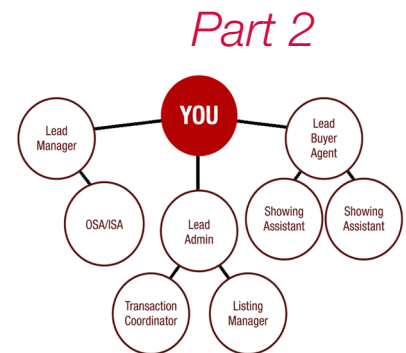 Part 2
YOU
Lead
Manager
Lead
Buyer
Agent
OSA/ISA
Lead
Admin
Showing
Assistant
Showing
Assistant
Transaction
Coordinator
Listing
Manager